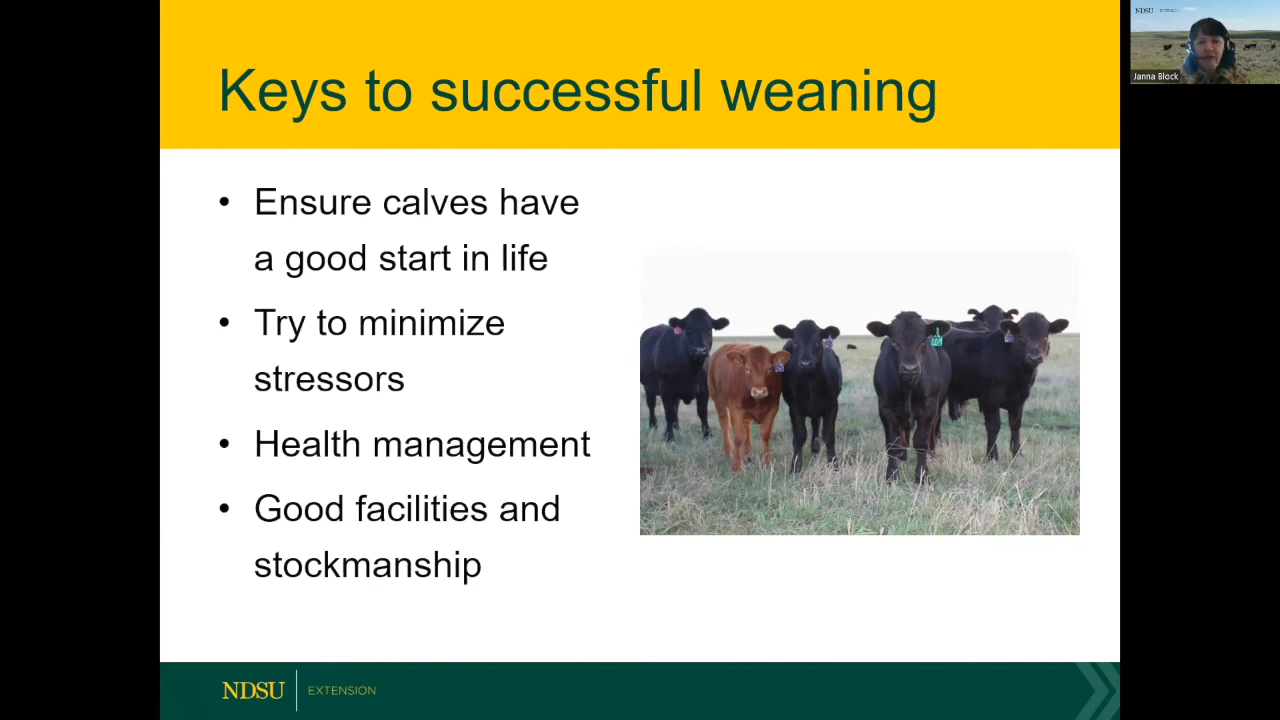 Keys to successful weaning
• Ensure calves have
a good start in life
• Try to minimize
stressors
• Health management
• Good facilities and
stockmanship
NDSU EXTENSION
NDSU
Janna Block